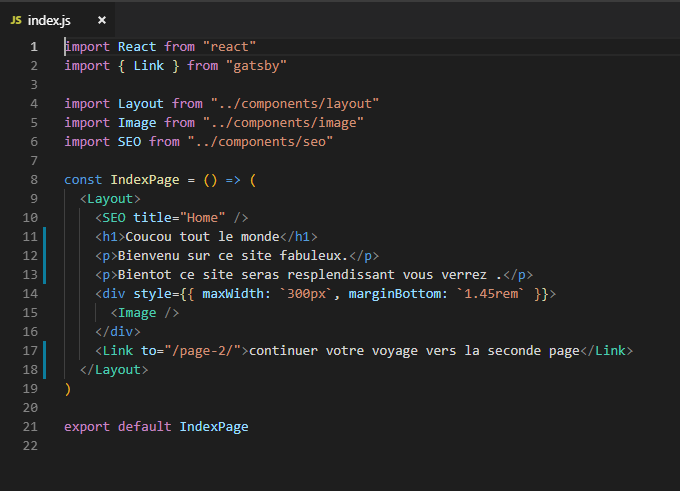 JS index.js ×
1 import React from "react"
2 import { Link } from "gatsby"
3
4 import Layout from "../components/layout"
5 import Image from "../components/image"
6 import SEO from "../components/seo"
7
8 const IndexPage = () => (
9   <Layout>
10     <SEO title="Home" />
11     <h1>Coucou tout le monde</h1>
12     <p>Bienvenu sur ce site fabuleux.</p>
13     <p>Bientot ce site seras resplendissant vous verrez .</p>
14     <div style={{ maxWidth: `300px`, marginBottom: `1.45rem` }}>
15       <Image />
16     </div>
17     <Link to="/page-2/">continuer votre voyage vers la seconde page</Link>
18   </Layout>
19 )
20
21 export default IndexPage
22